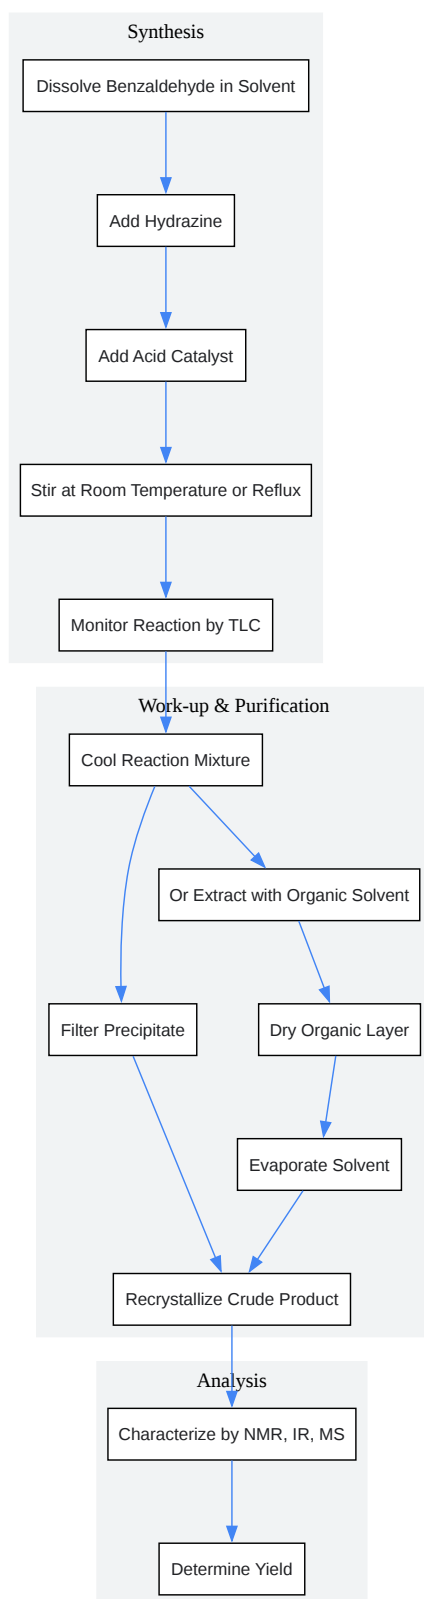 Synthesis
Dissolve Benzaldehyde in Solvent
Add Hydrazine
Add Acid Catalyst
Stir at Room Temperature or Reflux
Monitor Reaction by TLC
Work-up & Purification
Cool Reaction Mixture
Or Extract with Organic Solvent
Filter Precipitate
Dry Organic Layer
Evaporate Solvent
Recrystallize Crude Product
Analysis
Characterize by NMR, IR, MS
Determine Yield